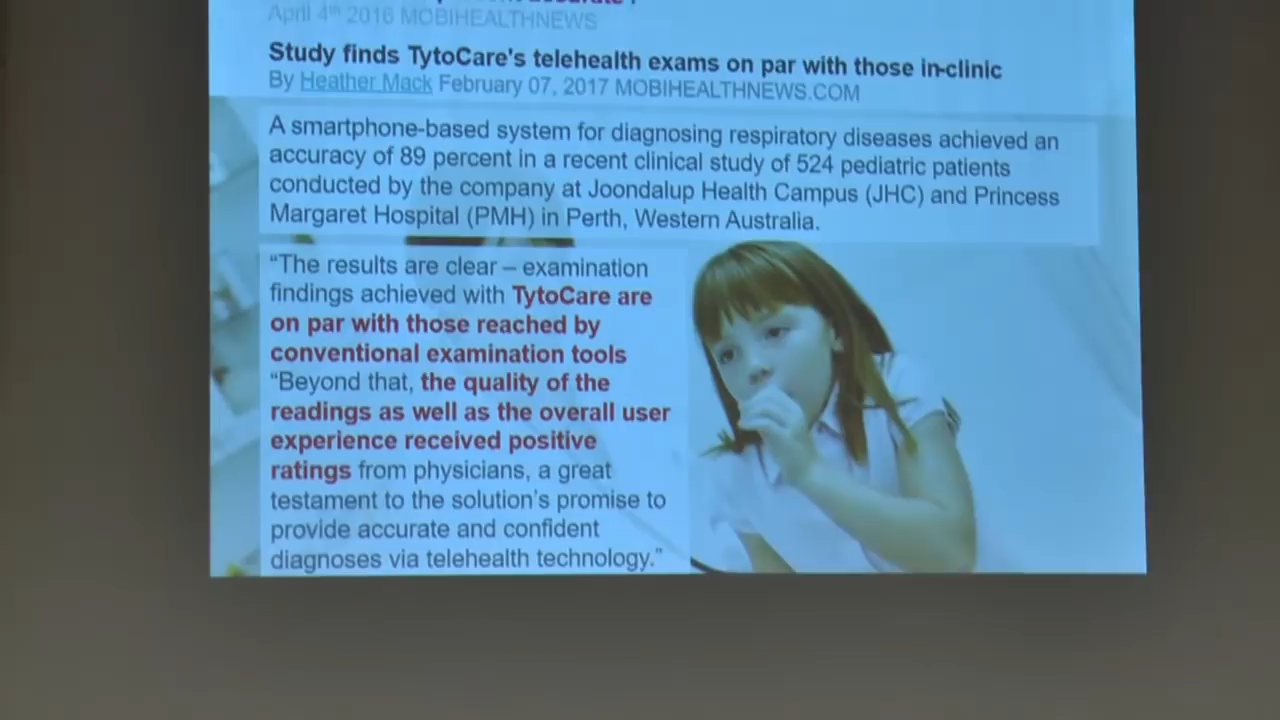 April 4th 2016 MOBIHEALTHNEWS
Study finds TytoCare's telehealth exams on par with those in-clinic
By Heather Mack February 07, 2017 MOBIHEALTHNEWS.COM
A smartphone-based system for diagnosing respiratory diseases achieved an
accuracy of 89 percent in a recent clinical study of 524 pediatric patients
conducted by the company at Joondalup Health Campus (JHC) and Princess
Margaret Hospital (PMH) in Perth, Western Australia.
“The results are clear – examination
findings achieved with TytoCare are
on par with those reached by
conventional examination tools
“Beyond that, the quality of the
readings as well as the overall user
experience received positive
ratings from physicians, a great
testament to the solution's promise to
provide accurate and confident
diagnoses via telehealth technology.”